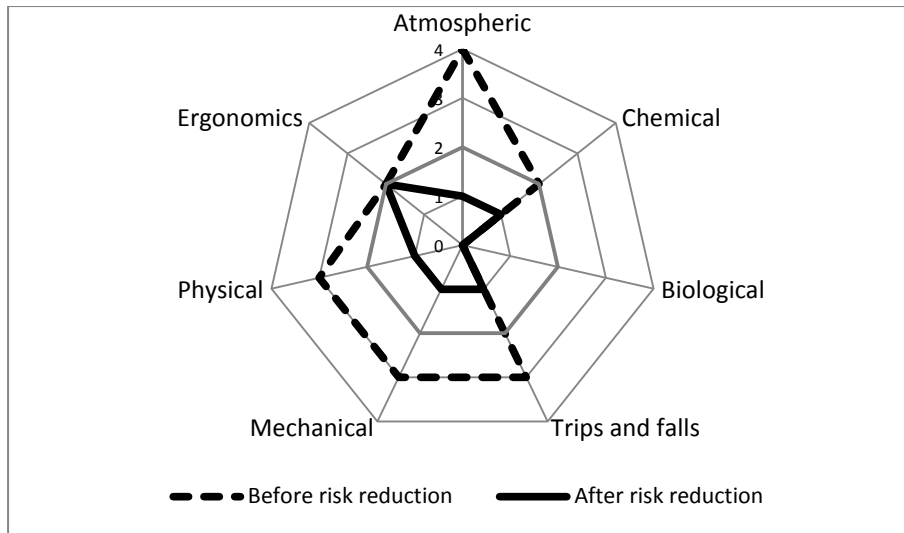 Atmospheric
4
3
Ergonomics
Chemical
2
1
0
Physical
Biological
Mechanical
Trips and falls
Before risk reduction
After risk reduction